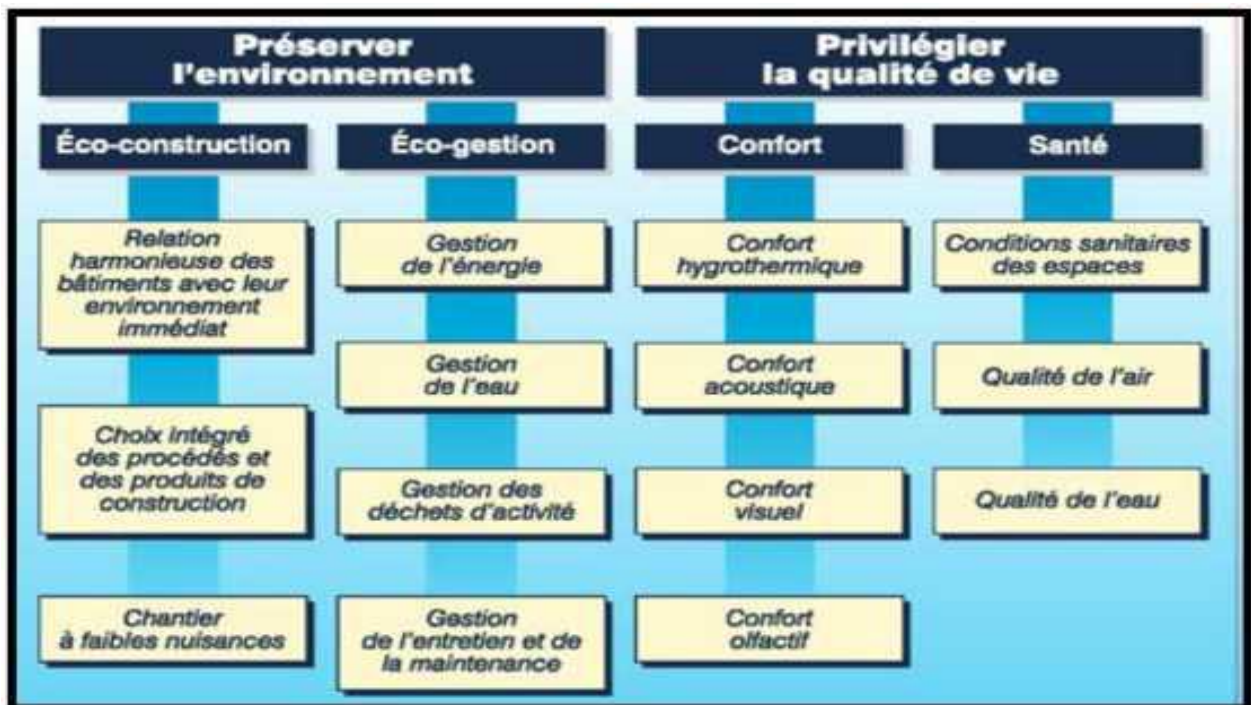 Préserver
l'environnement
Privilégier
la qualité de vie
Éco-construction
Éco-gestion
Confort
Santé
Relation
harmonieuse des
bâtiments avec leur
environnement
immédiat
Choix intégré
des procédés et
des produits de
construction
Chantier
à faibles nuisances
Gestion
de l'énergie
Gestion
de l'eau
Gestion des
déchets d'activité
Gestion
de l'entretien et de
la maintenance
Confort
hygrothermique
Confort
acoustique
Confort
visuel
Confort
olfactif
Conditions sanitaires
des espaces
Qualité de l'air
Qualité de l'eau